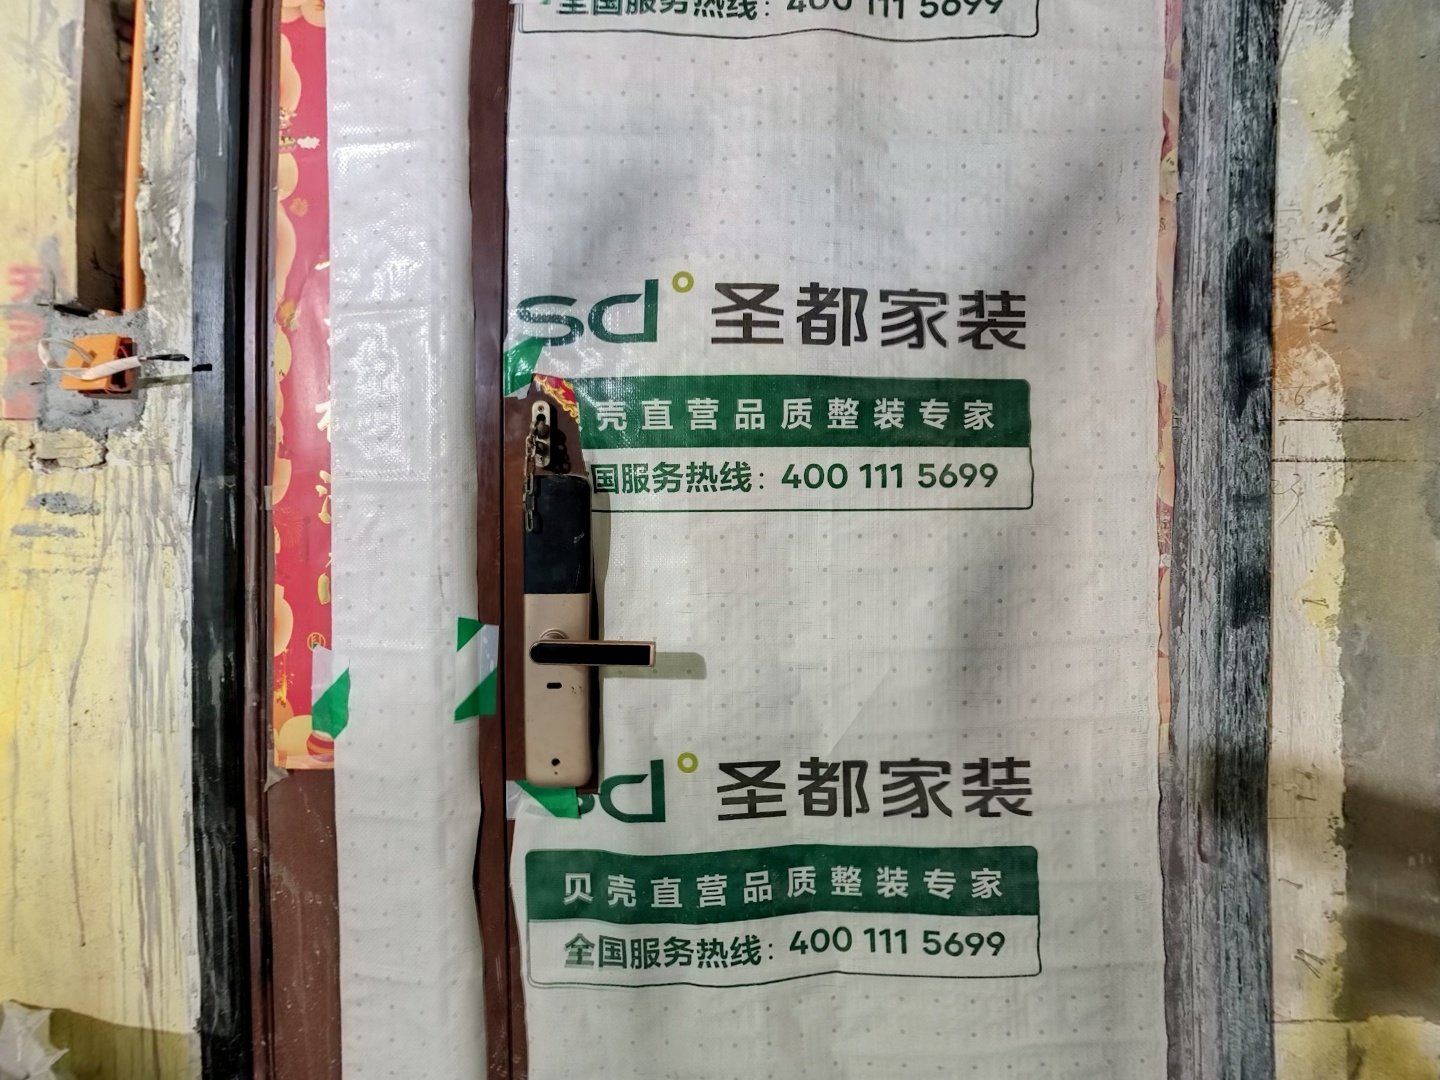 全国服务热线：400 111 5699
sd° 圣都家装
壳直营品质整装专家
国服务热线：400 111 5699
sd° 圣都家装
贝壳直营品质整装专家
全国服务热线：400 111 5699